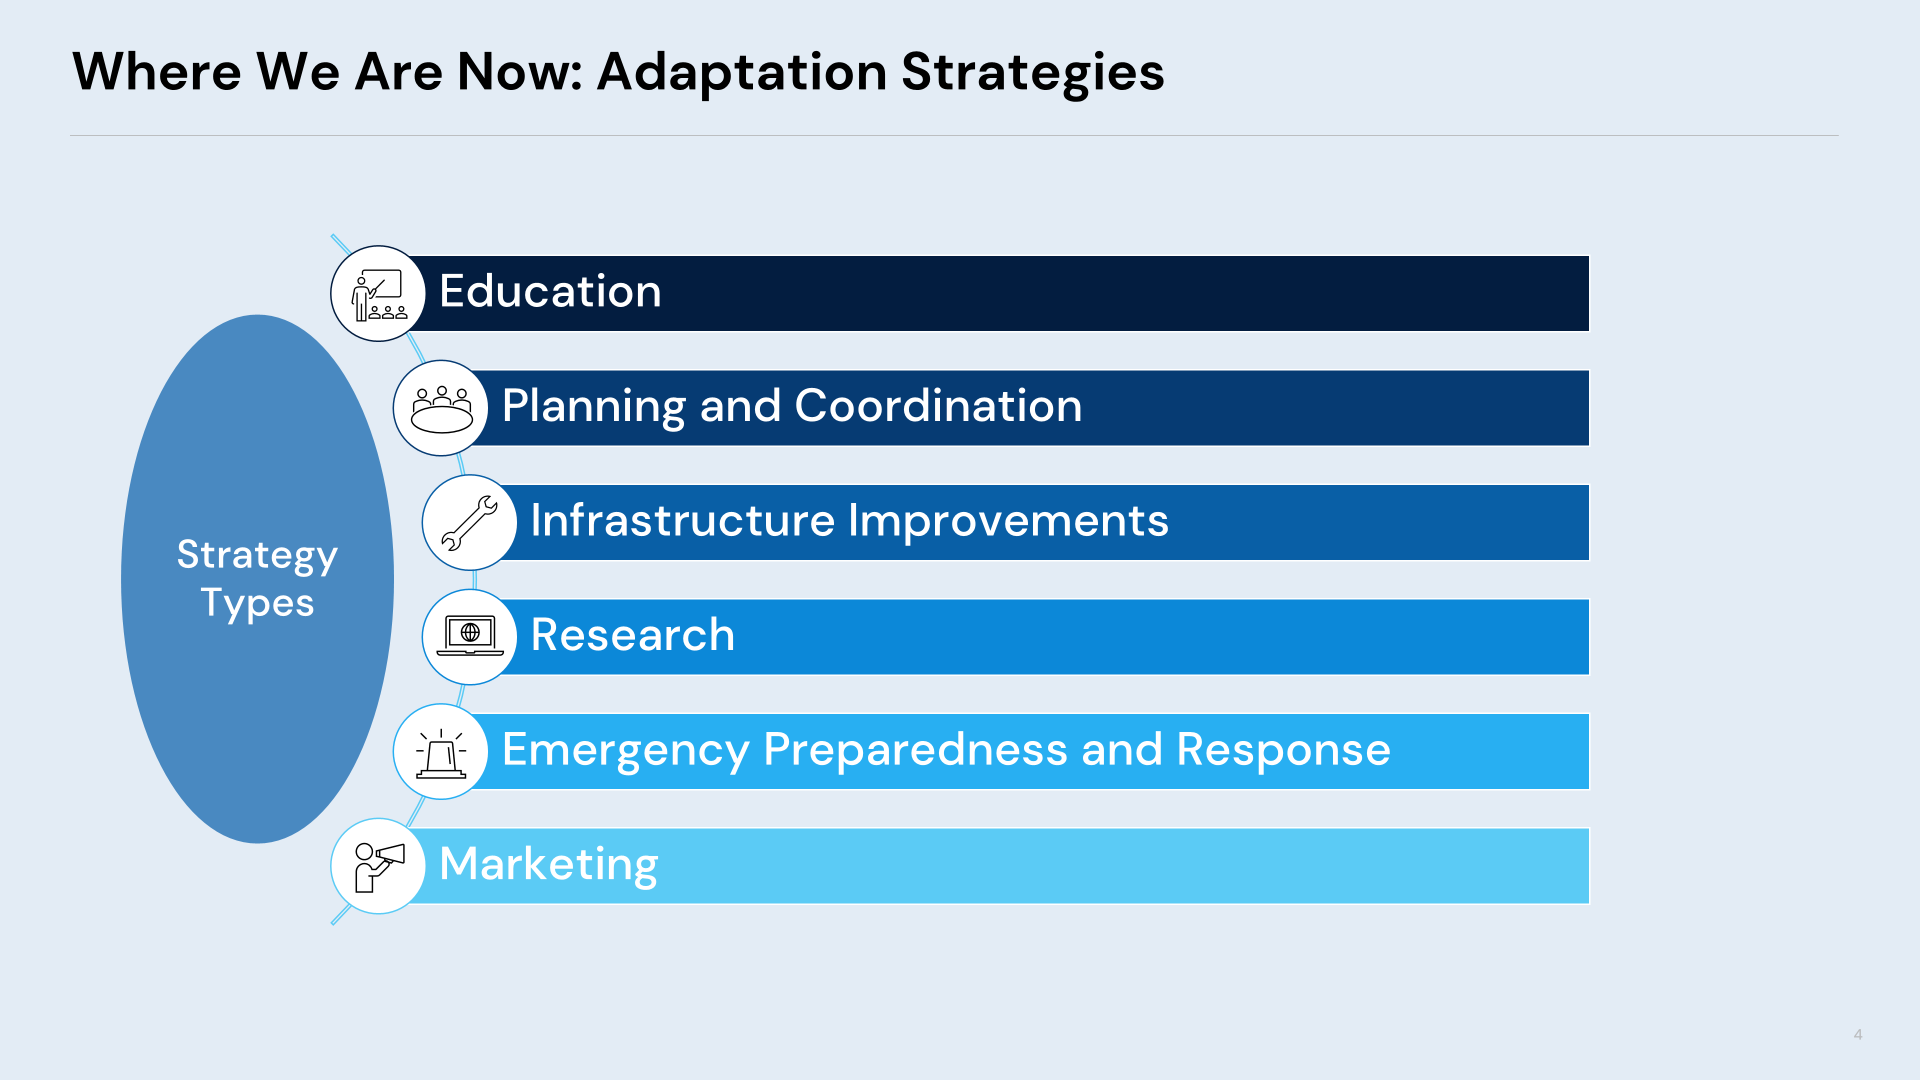 Where We Are Now: Adaptation Strategies
Strategy
Types
Education
Planning and Coordination
Infrastructure Improvements
Research
Emergency Preparedness and Response
Marketing
4